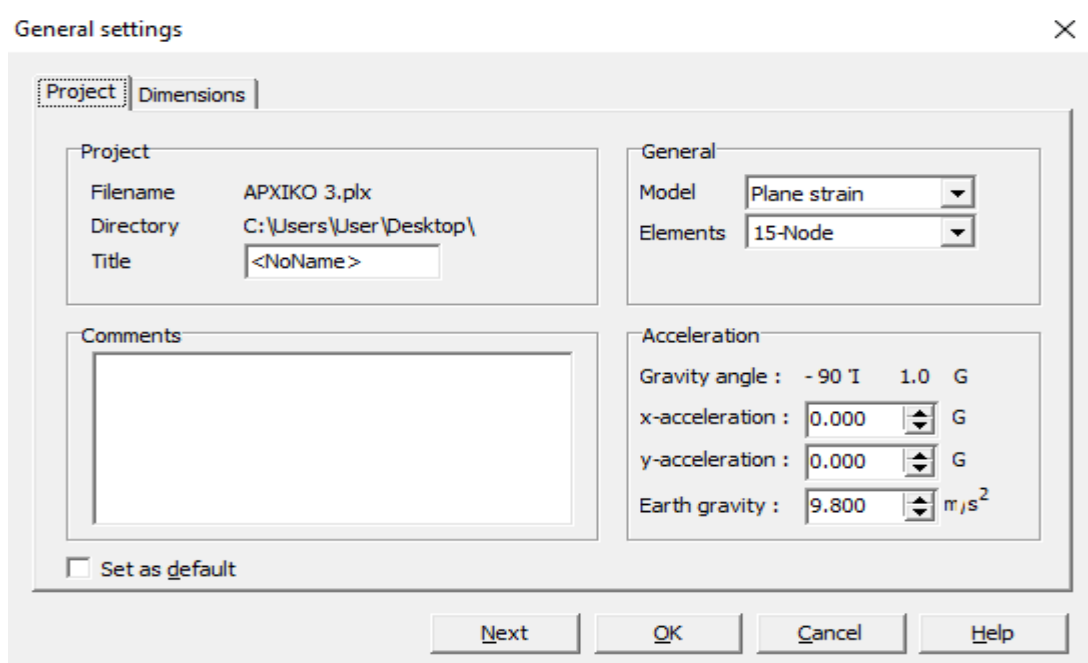 General settings
Project Dimensions
Project
Filename APXIKO 3.plx
Directory C:\Users\User\Desktop\
Title <NoName>
General
Model Plane strain
Elements 15-Node
Comments
Acceleration
Gravity angle : - 90 'I 1.0 G
x-acceleration : 0.000 G
y-acceleration : 0.000 G
Earth gravity : 9.800 m/s²
Set as default
Next OK Cancel Help